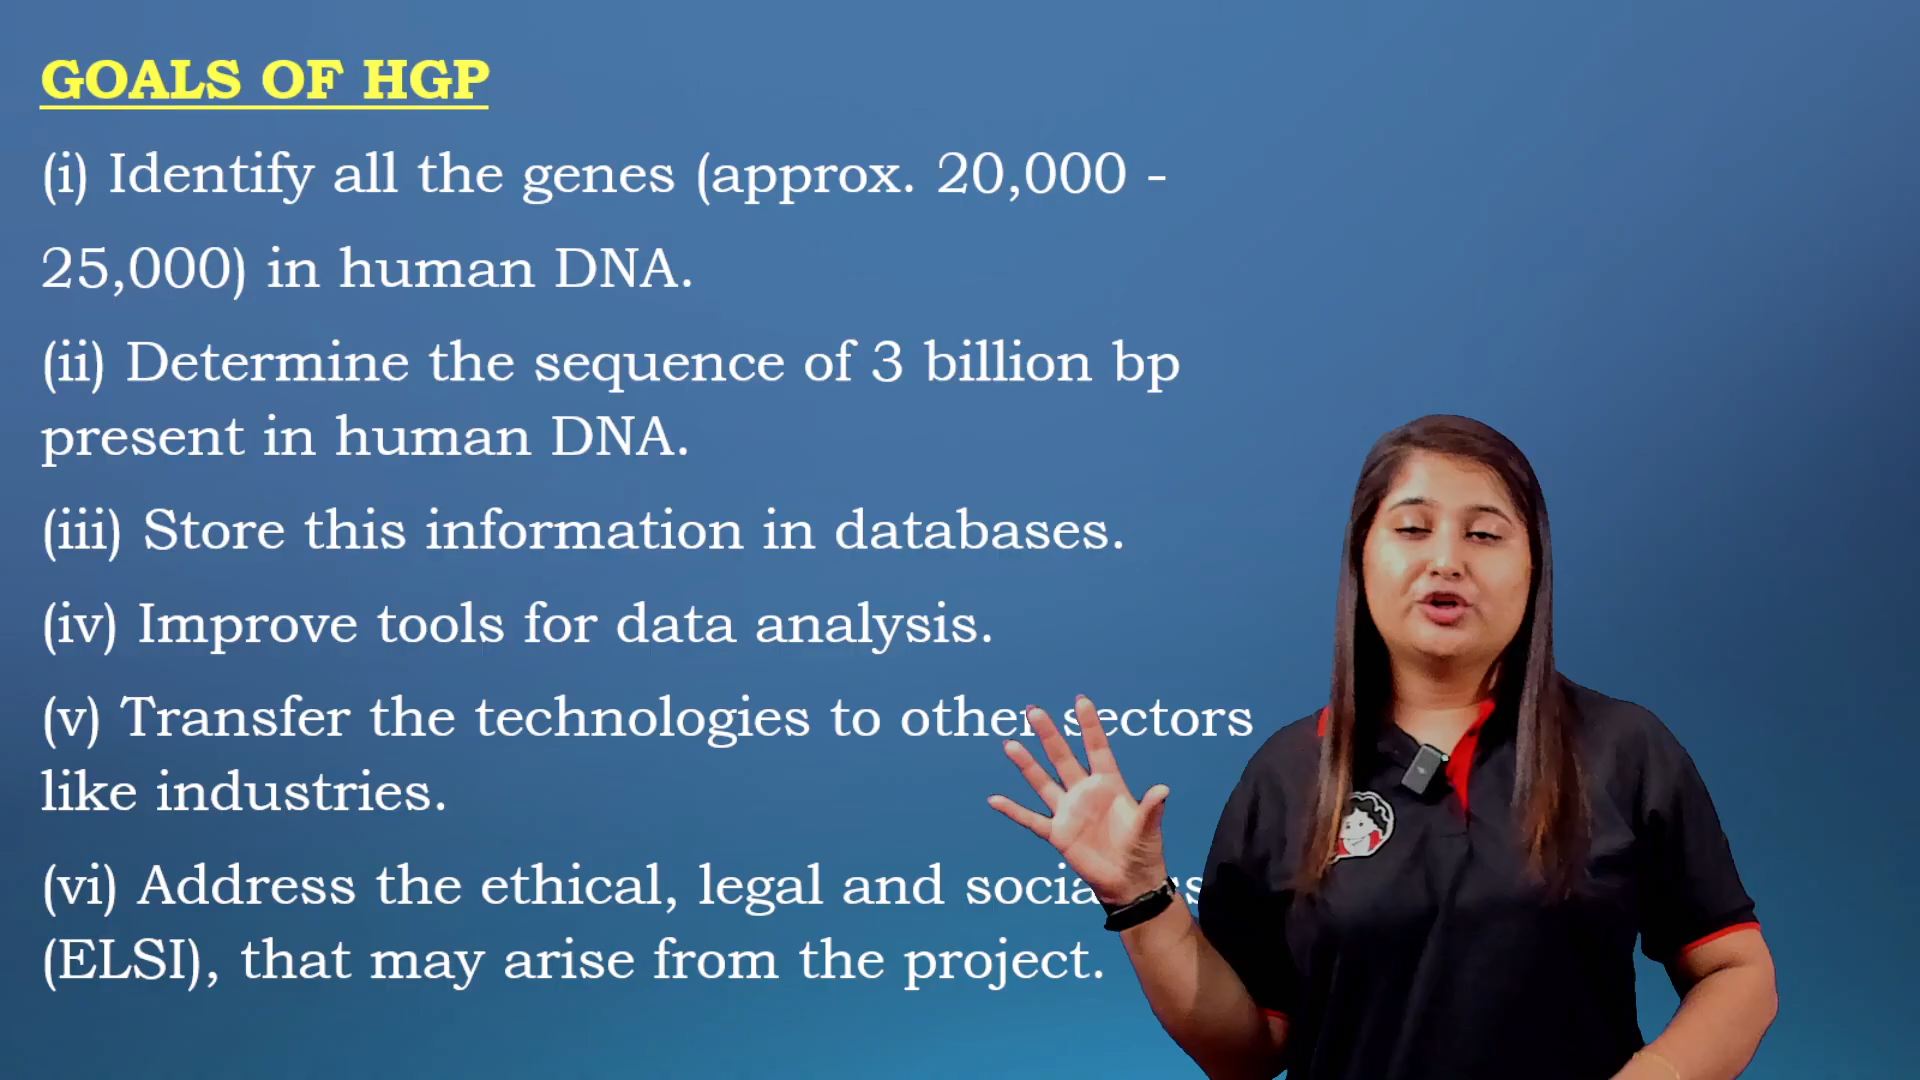 GOALS OF HGP
(i) Identify all the genes (approx. 20,000 -
25,000) in human DNA.
(ii) Determine the sequence of 3 billion bp
present in human DNA.
(iii) Store this information in databases.
(iv) Improve tools for data analysis.
(v) Transfer the technologies to other sectors
like industries.
(vi) Address the ethical, legal and
(ELSI), that may arise from the project.